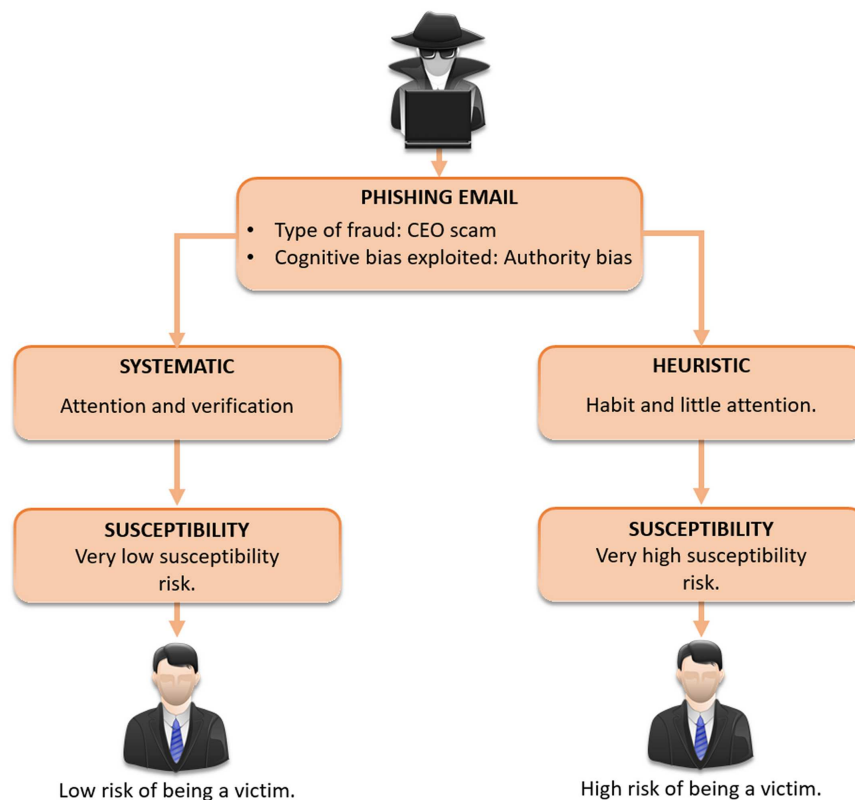 PHISHING EMAIL
• Type of fraud: CEO scam
• Cognitive bias exploited: Authority bias
SYSTEMATIC
Attention and verification
HEURISTIC
Habit and little attention.
SUSCEPTIBILITY
Very low susceptibility
risk.
SUSCEPTIBILITY
Very high susceptibility
risk.
Low risk of being a victim.
High risk of being a victim.